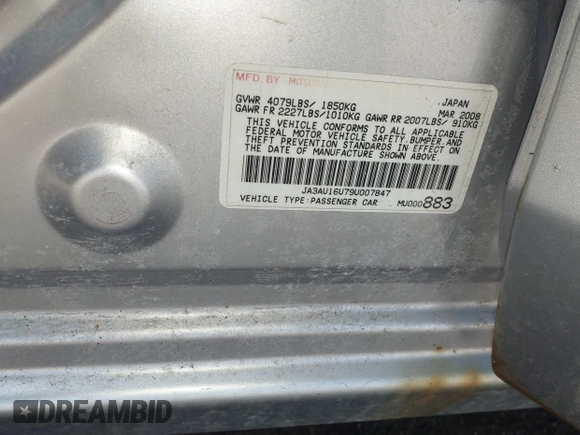 MFD. BY MITSUB
JAPAN
GVWR 4079LBS/ 1850KG MAR 2008
GAWR FR 2227LBS/1010KG GAWR RR 2007LBS/ 910KG
THIS VEHICLE CONFORMS TO ALL APPLICABLE
FEDERAL MOTOR VEHICLE SAFETY,BUMPER,AND
THEFT PREVENTION STANDARDS IN EFFECT ON
THE DATE OF MANUFACTURE SHOWN ABOVE.
JA3AU16U79U007847
VEHICLE TYPE:PASSENGER CAR MU000883
DREAMBID